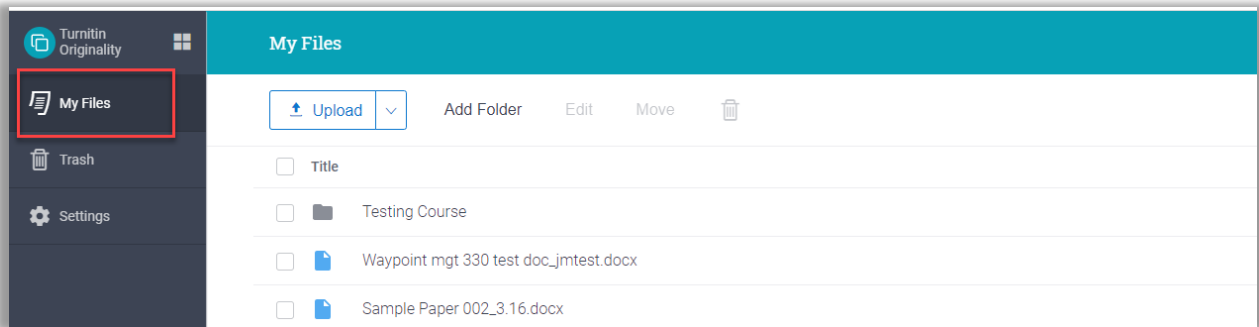 Turnitin
Originality
My Files
Trash
Settings
My Files
Upload
Add Folder
Edit
Move
Title
Testing Course
Waypoint mgt 330 test doc_jmtest.docx
Sample Paper 002_3.16.docx